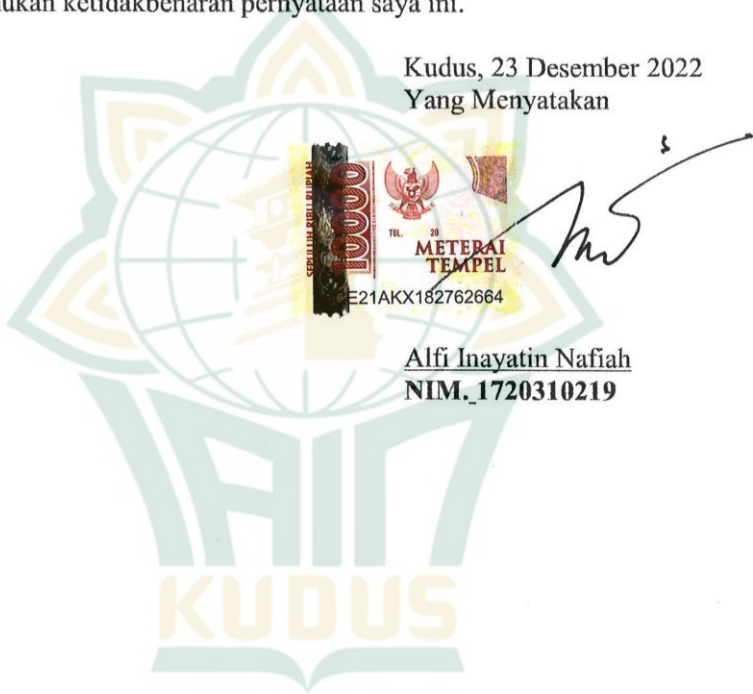 ukan ketidakbenaran pernyataan saya ini.
Kudus, 23 Desember 2022
Yang Menyatakan
SEPULUH RIBU RUPIAH
10000
TGL. 20
METERAI
TEMPEL
E21AKX182762664
Alfi Inayatin Nafiah
NIM. 1720310219
IAIN
KUDUS